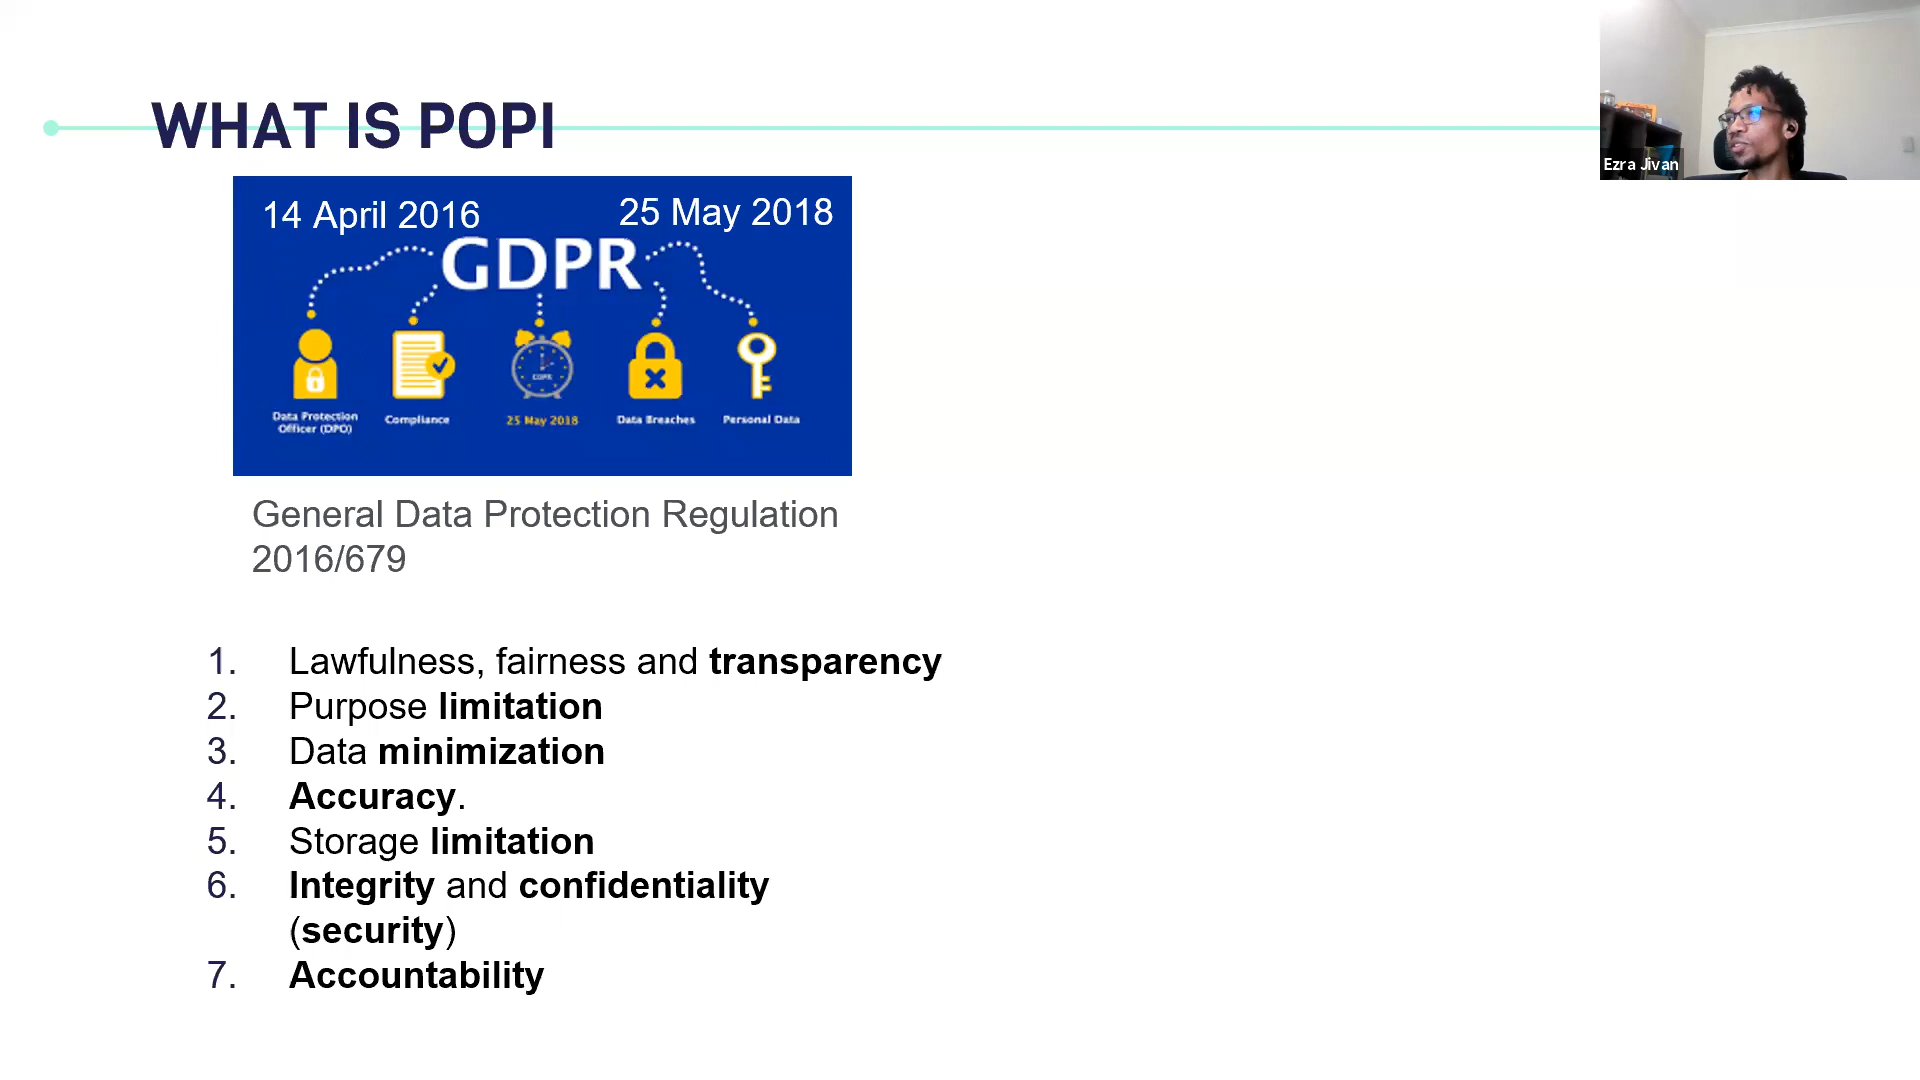 WHAT IS POPI
Ezra Jivan
14 April 2016
25 May 2018
GDPR
Data Protection
Officer (DPO)
Compliance
25 May 2018
Data Breaches
Personal Data
General Data Protection Regulation
2016/679
1. Lawfulness, fairness and transparency
2. Purpose limitation
3. Data minimization
4. Accuracy.
5. Storage limitation
6. Integrity and confidentiality
(security)
7. Accountability